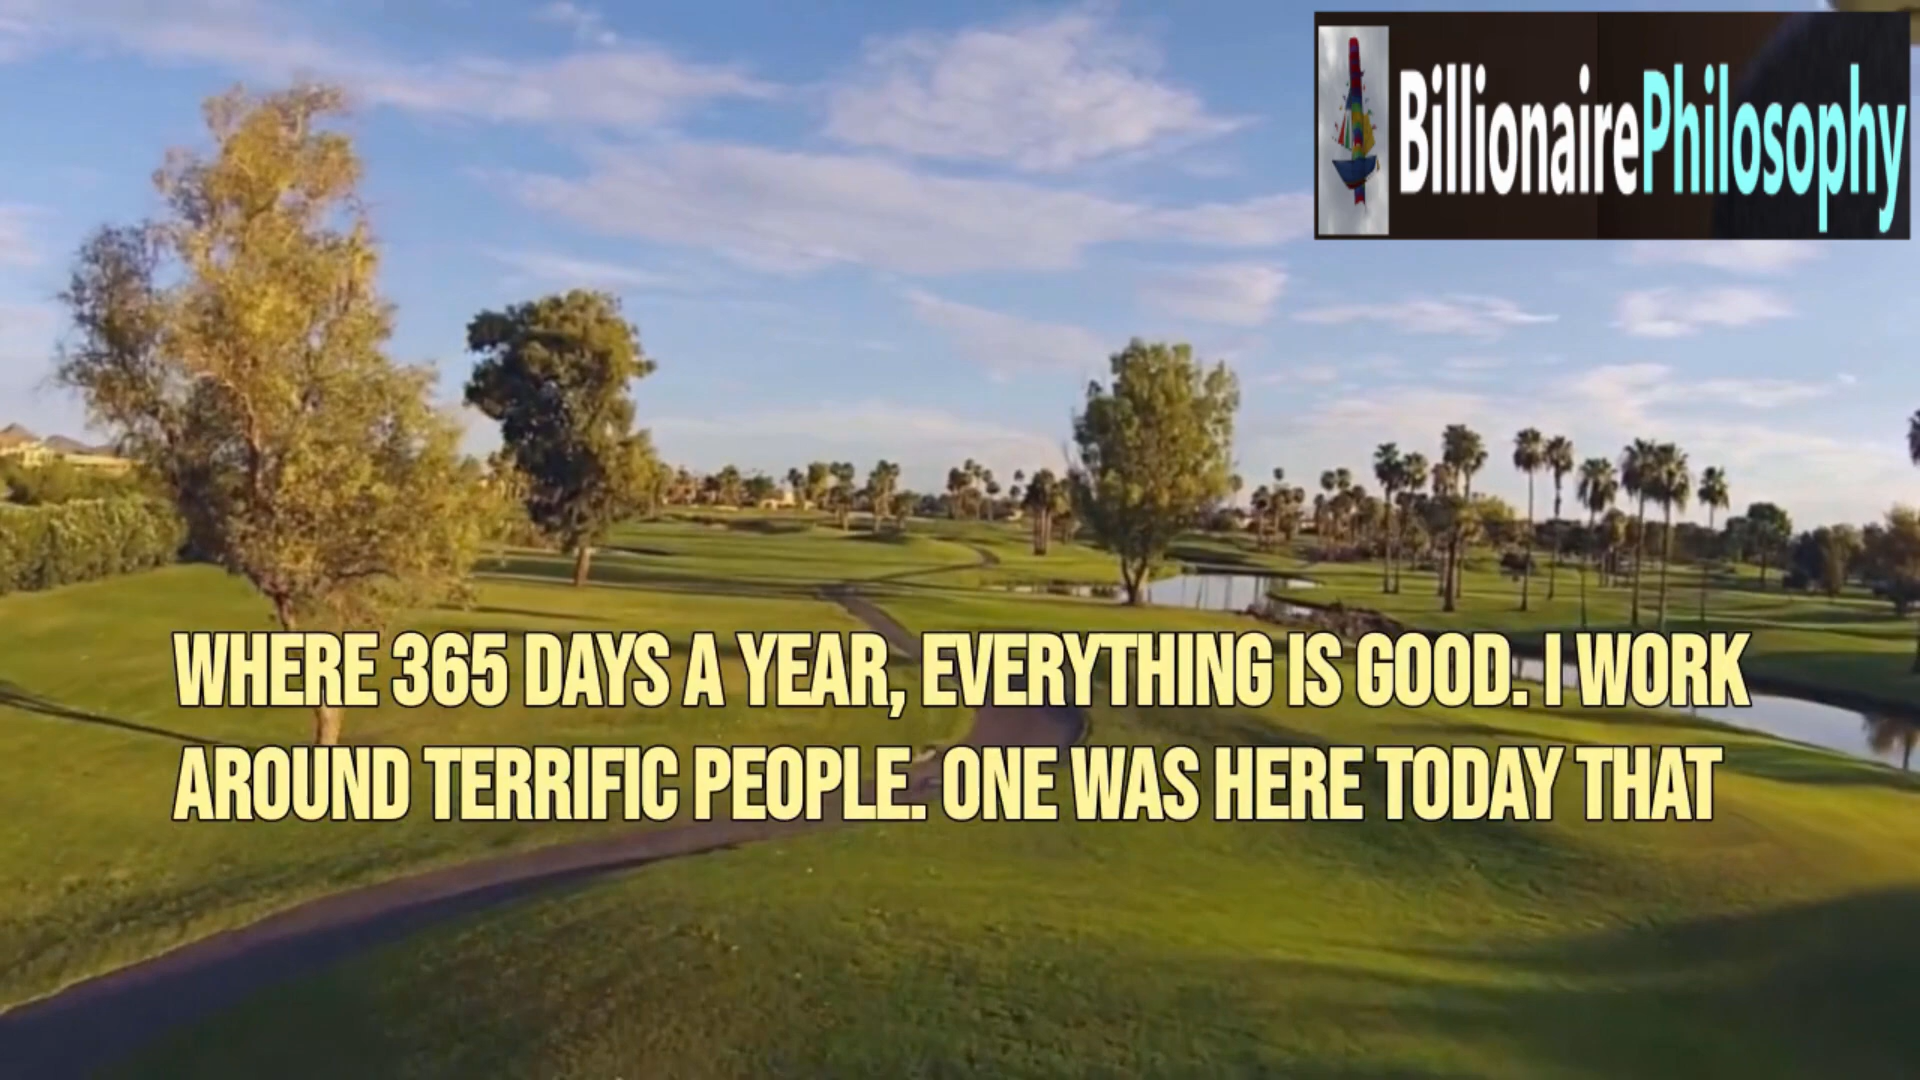 BillionairePhilosophy
WHERE 365 DAYS A YEAR, EVERYTHING IS GOOD. I WORK
AROUND TERRIFIC PEOPLE. ONE WAS HERE TODAY THAT